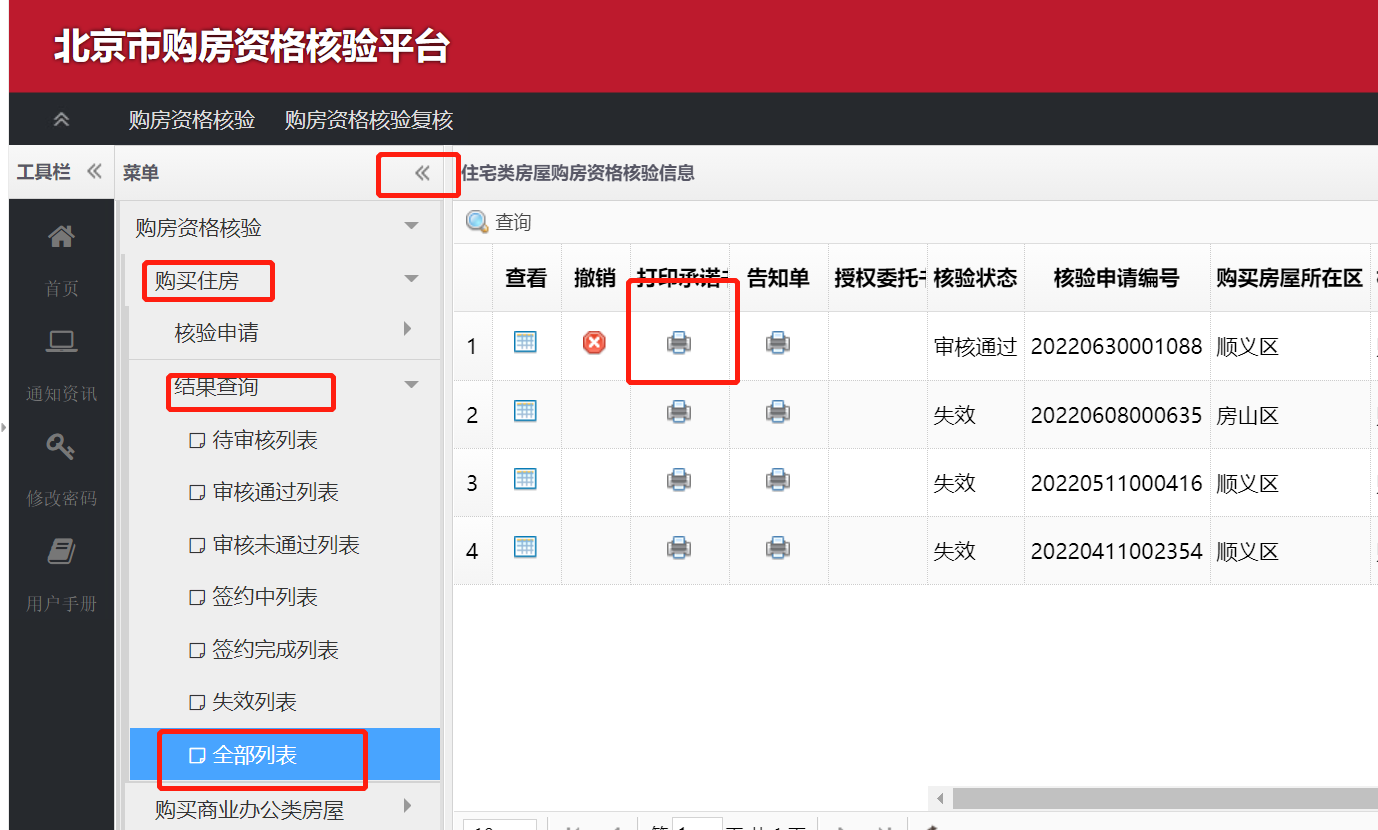 北京市购房资格核验平台
购房资格核验 购房资格核验复核
工具栏 菜单 住宅类房屋购房资格核验信息
首页
通知资讯
修改密码
用户手册
购房资格核验
购买住房
核验申请
结果查询
待审核列表
审核通过列表
审核未通过列表
签约中列表
签约完成列表
失效列表
全部列表
购买商业办公类房屋
查询
查看 撤销 打印承诺 告知单 授权委托 核验状态 核验申请编号 购买房屋所在区
1 审核通过 20220630001088 顺义区
2 失效 20220608000635 房山区
3 失效 20220511000416 顺义区
4 失效 20220411002354 顺义区